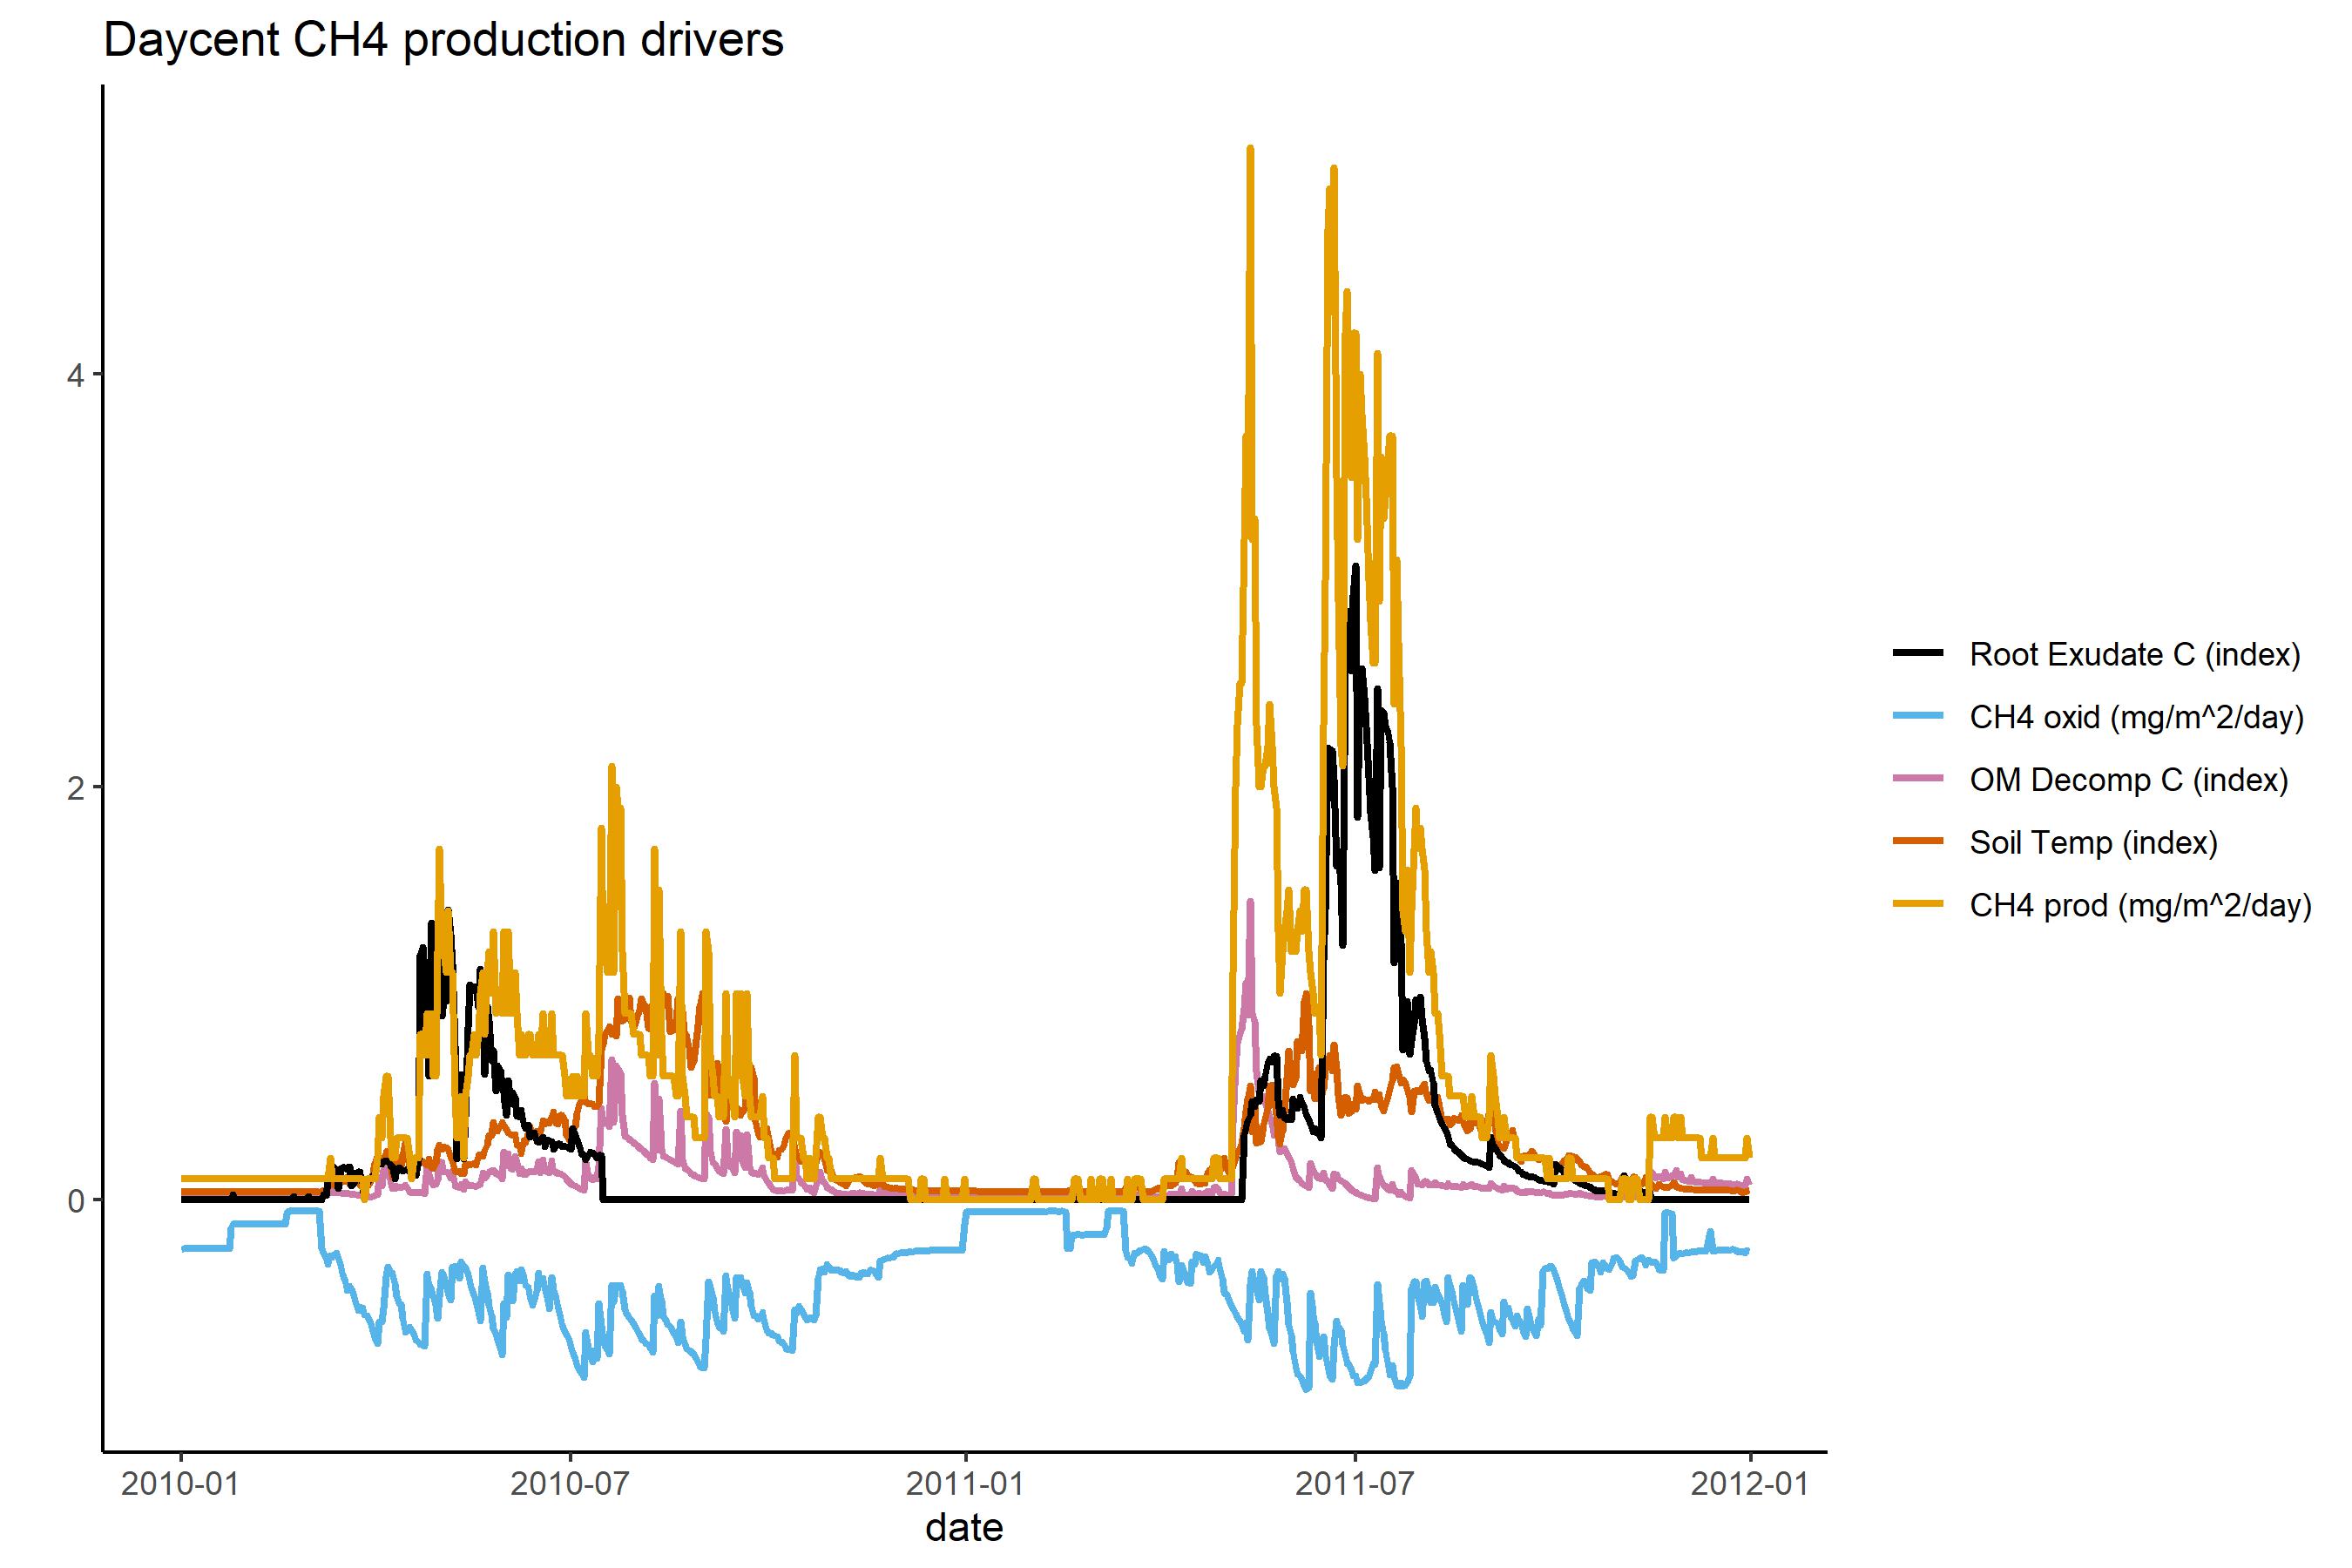 Daycent CH4 production drivers
4
2
0
2010-01
2010-07
2011-01
2011-07
2012-01
date
Root Exudate C (index)
CH4 oxid (mg/m^2/day)
OM Decomp C (index)
Soil Temp (index)
CH4 prod (mg/m^2/day)